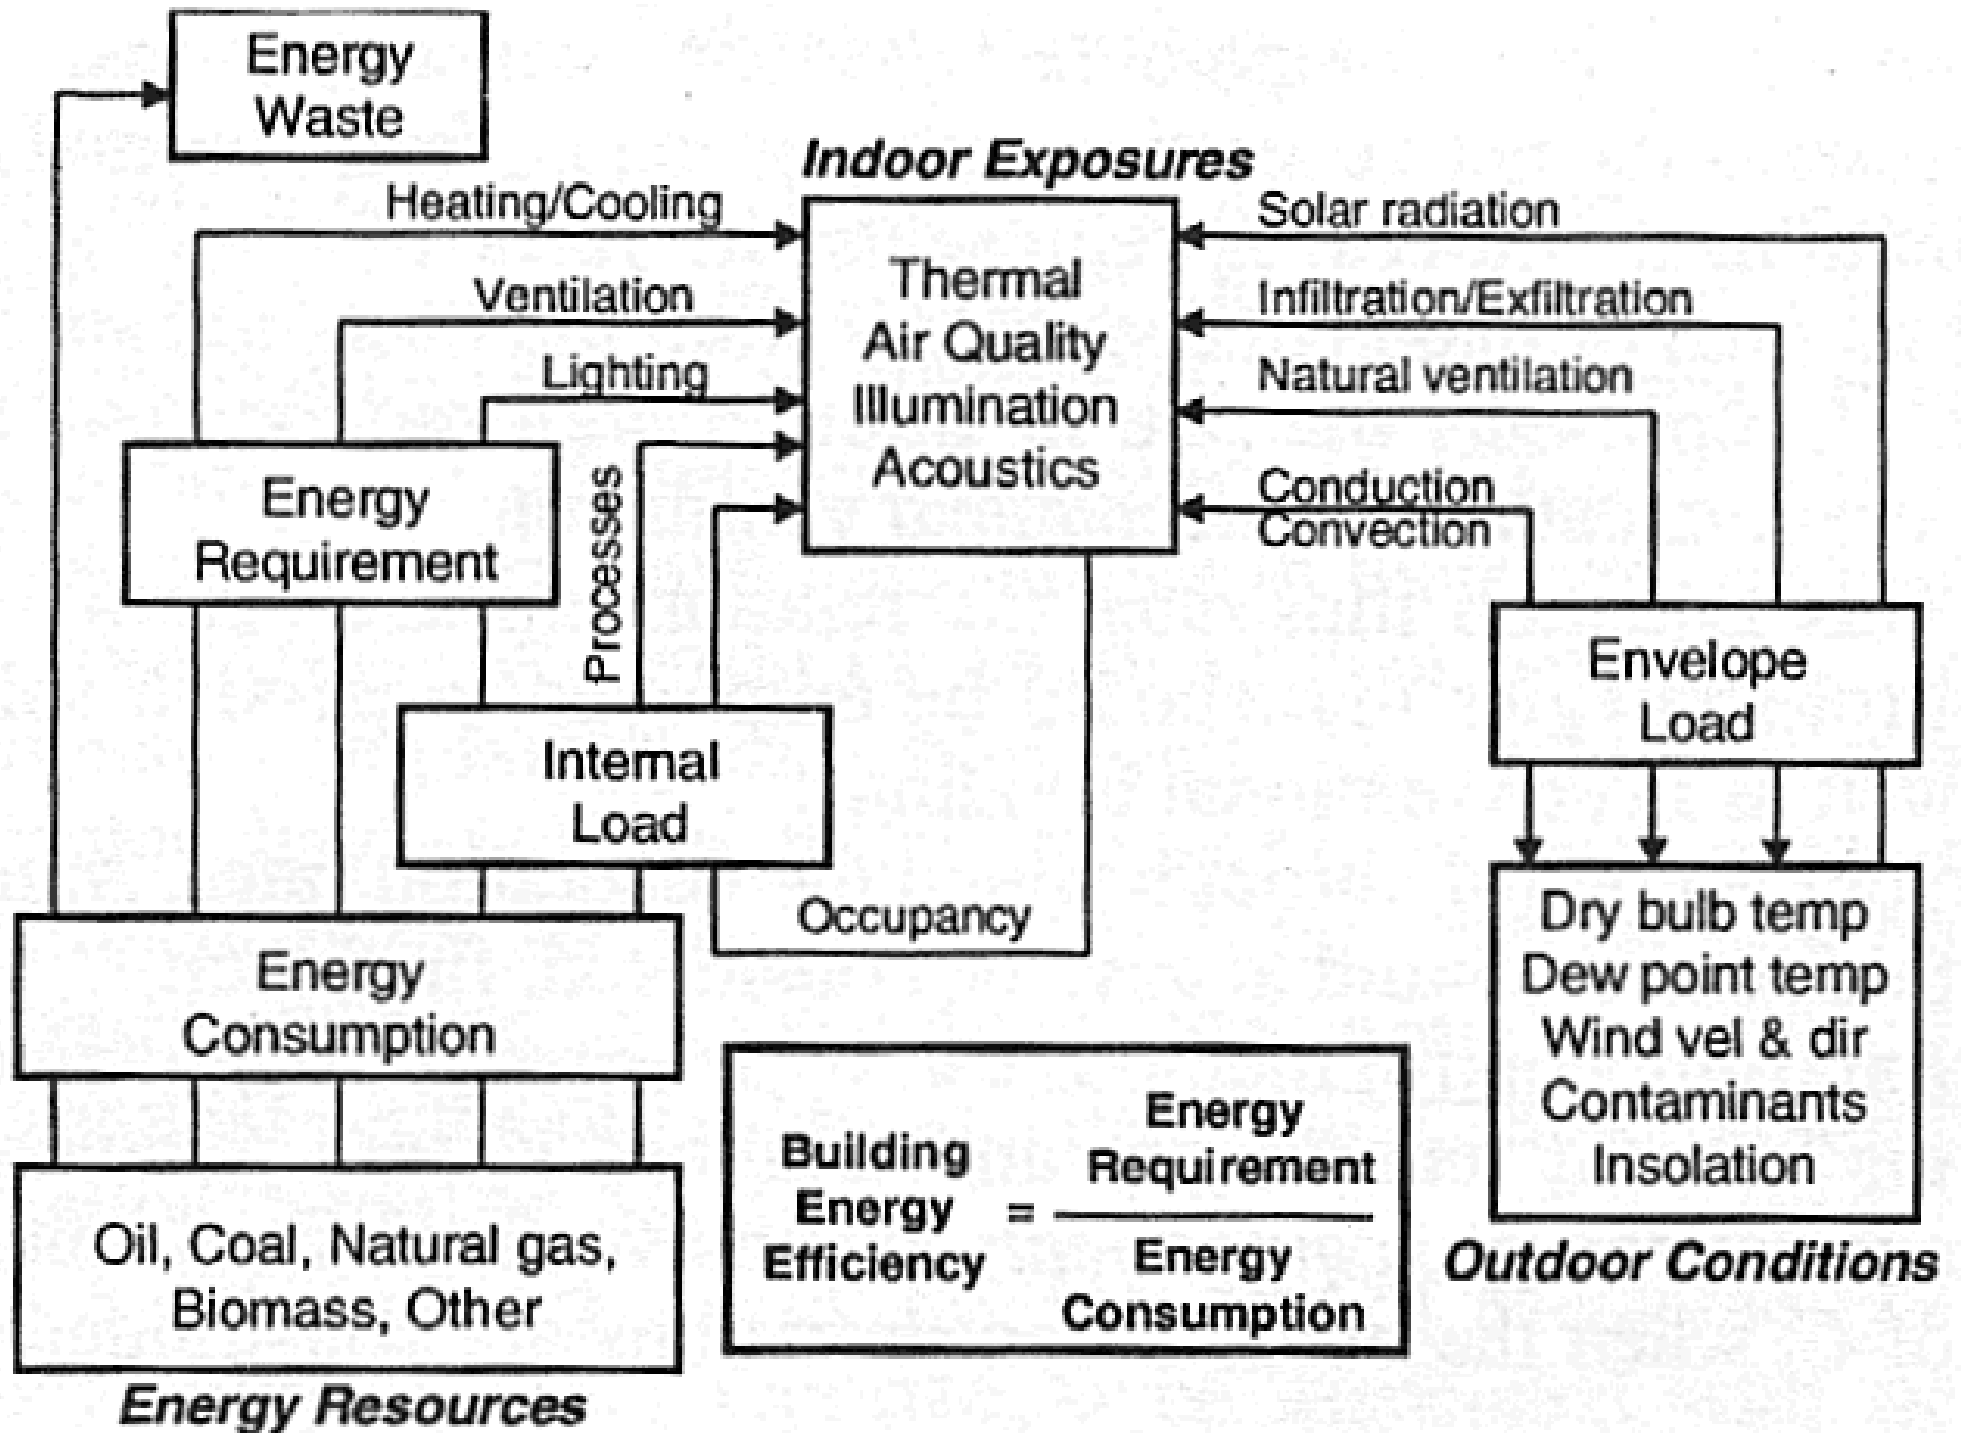 Energy
Waste
Indoor Exposures
Heating/Cooling
Ventilation
Lighting
Processes
Thermal
Air Quality
Illumination
Acoustics
Solar radiation
Infiltration/Exfiltration
Natural ventilation
Conduction
Convection
Energy
Requirement
Internal
Load
Envelope
Load
Occupancy
Energy
Consumption
Dry bulb temp
Dew point temp
Wind vel & dir
Contaminants
Insolation
Outdoor Conditions
Building
Energy
Efficiency
=
Energy
Requirement
Energy
Consumption
Oil, Coal, Natural gas,
Biomass, Other
Energy Resources